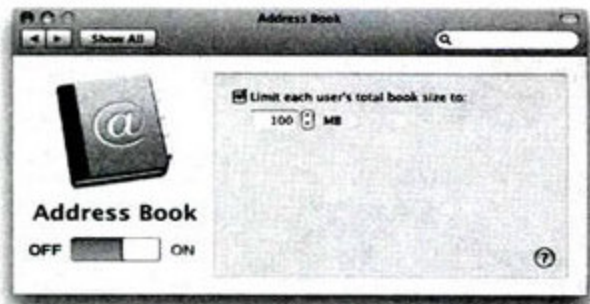 Address Book
Show All
Limit each user's total book size to:
100 MB
@
Address Book
OFF ON
?